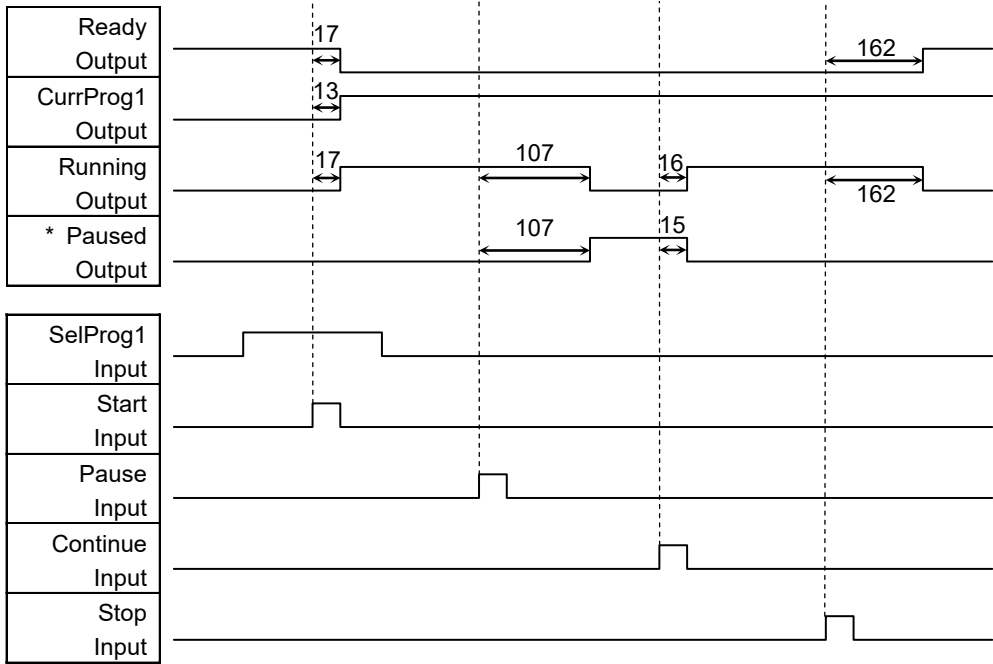 Ready
Output
17
162
CurrProg1
Output
13
Running
Output
17
107
16
162
* Paused
Output
107
15
SelProg1
Input
Start
Input
Pause
Input
Continue
Input
Stop
Input